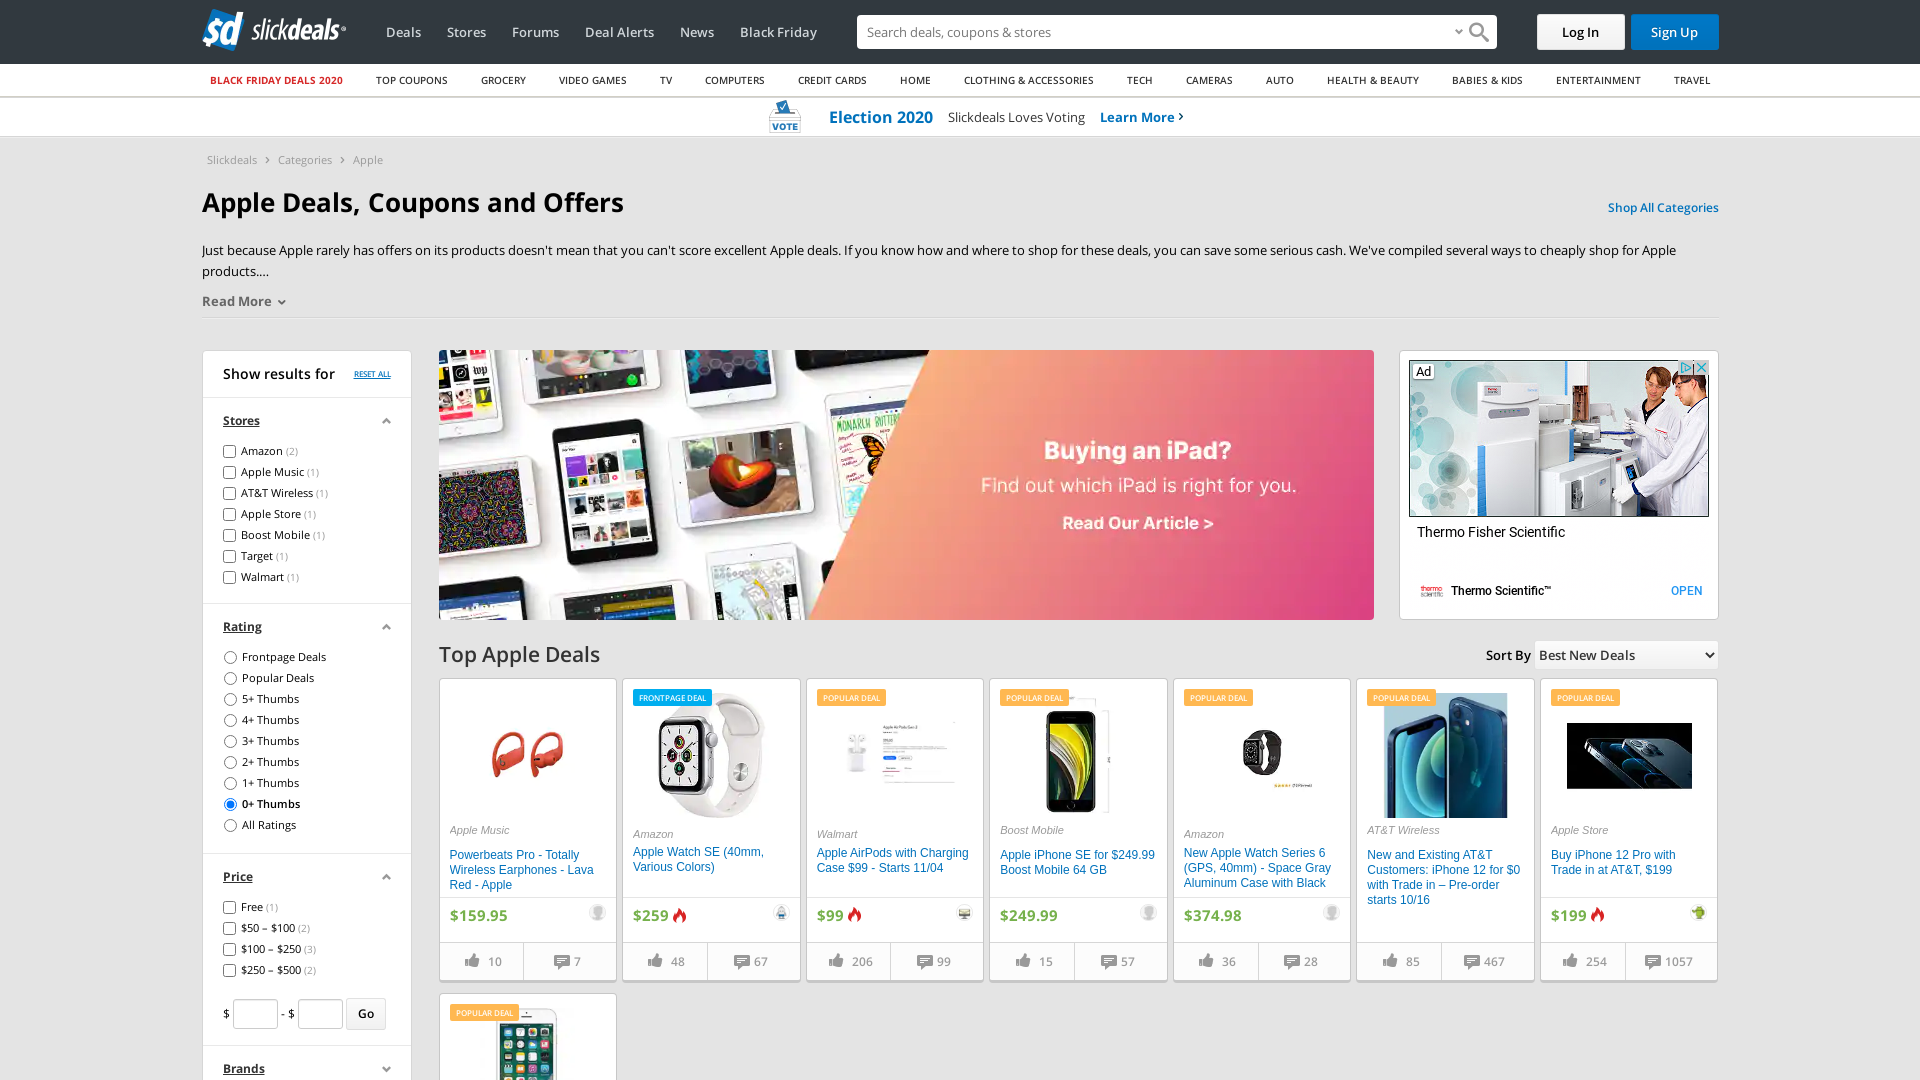 sd slickdeals
Deals
Stores
Forums
Deal Alerts
News
Black Friday
Search deals, coupons & screenshots
Log In
Sign Up
BLACK FRIDAY DEALS 2020
TOP COUPONS
GROCERY
VIDEO GAMES
TV
COMPUTERS
CREDIT CARDS
HOME
CLOTHING & ACCESSORIES
TECH
CAMERAS
AUTO
HEALTH & BEAUTY
BABIES & KIDS
ENTERTAINMENT
TRAVEL
VOTE
Election 2020 Slickdeals Loves Voting Learn More
Slickdeals > Categories > Apple
Apple Deals, Coupons and Offers
Shop All Categories
Just because Apple rarely has offers on its products doesn't mean that you can't score excellent Apple deals. If you know how and where to shop for these deals, you can save some serious cash. We've compiled several ways to cheaply shop for Apple
products.…
Read More
Show results for
RESET ALL
Stores
Amazon (2)
Apple Music (1)
AT&T Wireless (1)
Apple Store (1)
Boost Mobile (1)
Target (1)
Walmart (1)
Rating
Frontpage Deals
Popular Deals
5+ Thumbs
4+ Thumbs
3+ Thumbs
2+ Thumbs
1+ Thumbs
0+ Thumbs
All Ratings
Price
Free (1)
$50 – $100 (2)
$100 – $250 (3)
$250 – $500 (2)
$ - $ Go
Brands
MONARCH BUTTERF
Buying an iPad?
Find out which iPad is right for you.
Read Our Article >
Ad
Thermo Fisher Scientific
thermo
scientific
Thermo Scientific™
OPEN
Top Apple Deals
Sort By Best New Deals
Apple Music
Powerbeats Pro - Totally
Wireless Earphones - Lava
Red - Apple
$159.95
10
7
FRONTPAGE DEAL
Amazon
Apple Watch SE (40mm,
Various Colors)
$259
48
67
POPULAR DEAL
Walmart
Apple AirPods with Charging
Case $99 - Starts 11/04
$99
206
99
POPULAR DEAL
Boost Mobile
Apple iPhone SE for $249.99
Boost Mobile 64 GB
$249.99
15
57
POPULAR DEAL
Amazon
New Apple Watch Series 6
(GPS, 40mm) - Space Gray
Aluminum Case with Black
$374.98
36
28
POPULAR DEAL
AT&T Wireless
New and Existing AT&T
Customers: iPhone 12 for $0
with Trade in – Pre-order
starts 10/16
85
467
POPULAR DEAL
Apple Store
Buy iPhone 12 Pro with
Trade in at AT&T, $199
$199
254
1057
POPULAR DEAL